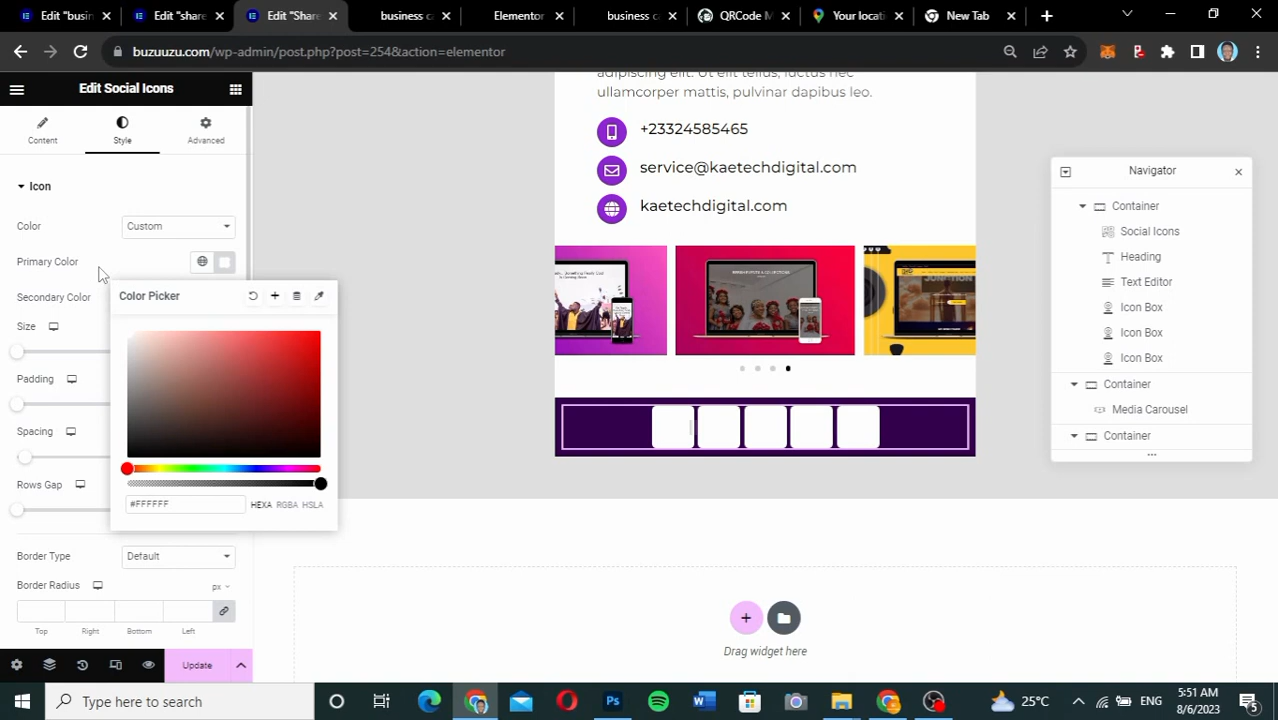 Edit "busin
Edit "share
Edit "Share
business ca
Elementor
business ca
QRCode M
Your locati
New Tab
buzuuzu.com/wp-admin/post.php?post=254&action=elementor
Edit Social Icons
Content
Style
Advanced
Icon
Color
Custom
Primary Color
Secondary Color
Size
Padding
Spacing
Rows Gap
Border Type
Default
Border Radius
px
Top
Right
Bottom
Left
Update
Color Picker
#FFFFFF
HEXA
RGBA
HSLA
adipiscing elit. Ut elit tellus, luctus nec
ullamcorper mattis, pulvinar dapibus leo.
+23324585465
service@kaetechdigital.com
kaetechdigital.com
Drag widget here
Navigator
Container
Social Icons
Heading
Text Editor
Icon Box
Icon Box
Icon Box
Container
Media Carousel
Container
Type here to search
25°C
5:51 AM
8/6/2023
5